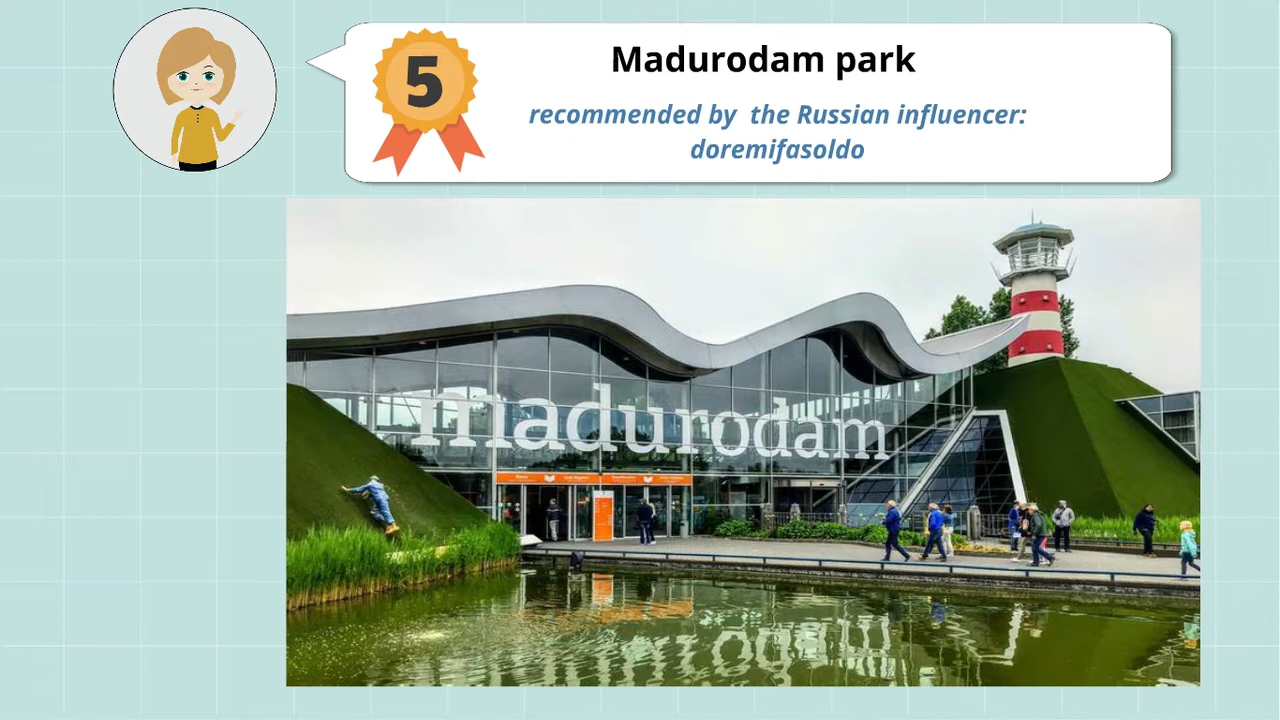 5
Madurodam park
recommended by the Russian influencer:
doremifasoldo
madurodam